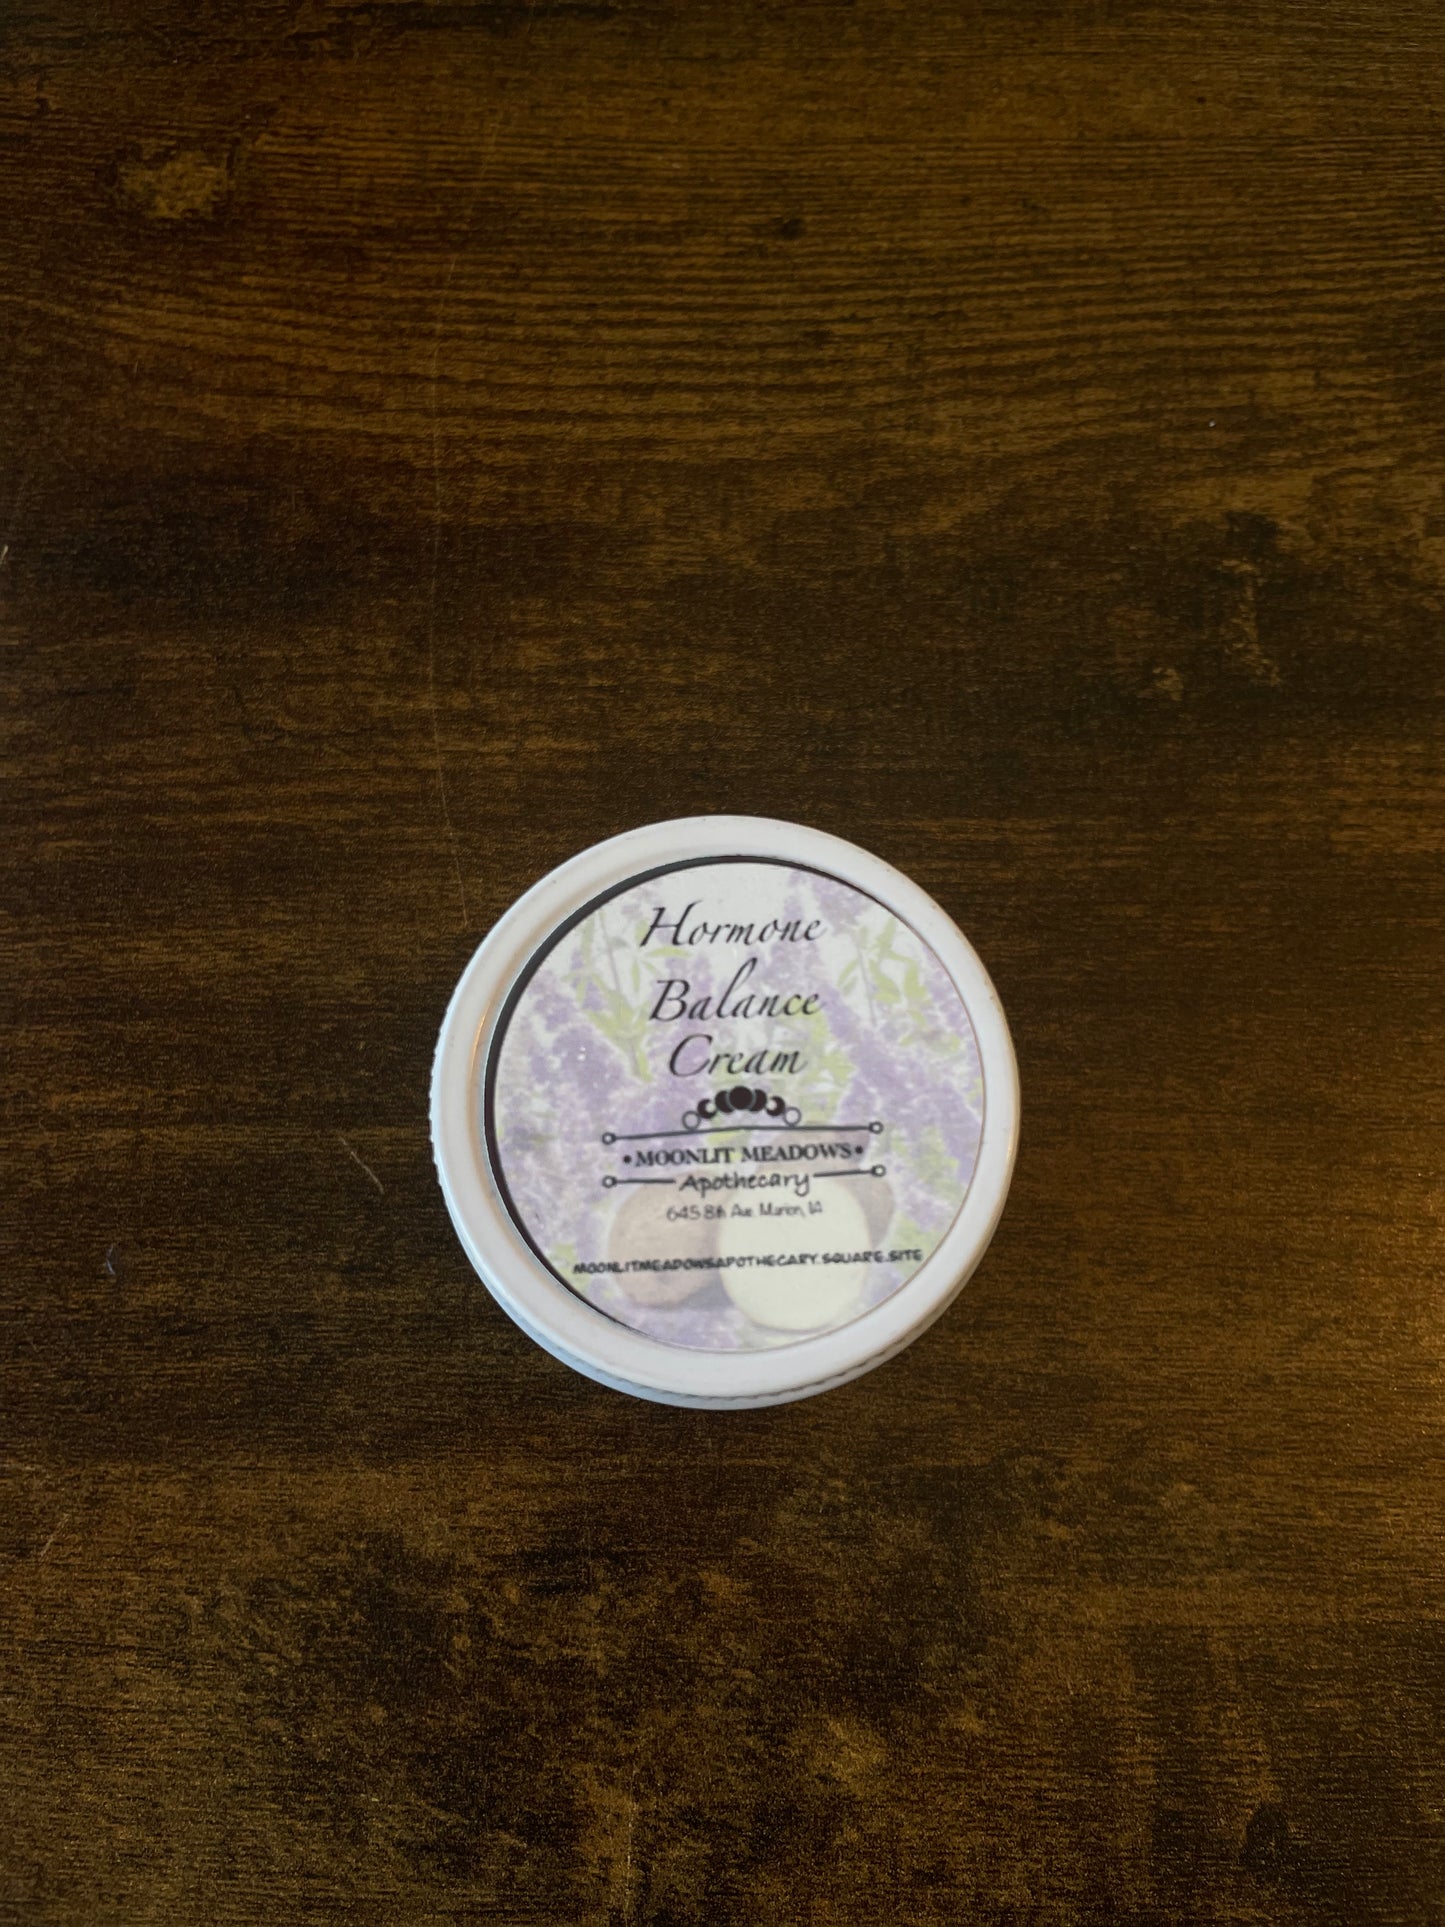 Hormone
Balance
Cream
• MOONLIT MEADOWS •
Apothecary
645 8th Ave. Marion, IA
MOONLITMEADOWSAPOTHECARY.SQUARE.SITE